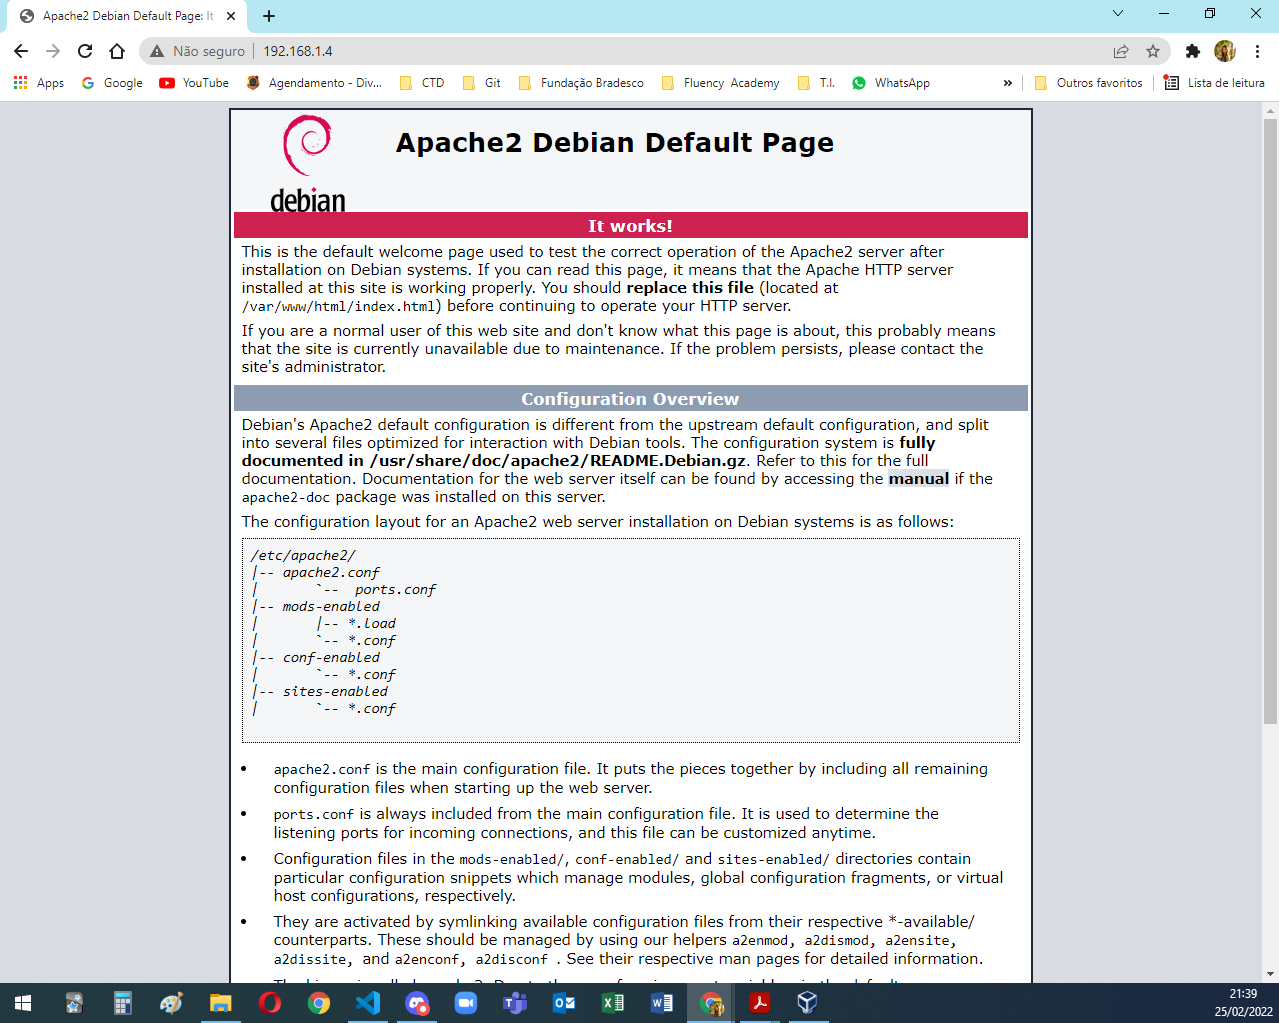 Apache2 Debian Default Page: It
Não seguro
192.168.1.4
Apps
Google
YouTube
Agendamento - Div...
CTD
Git
Fundação Bradesco
Fluency Academy
T.I.
WhatsApp
»
Outros favoritos
Lista de leitura
debian
Apache2 Debian Default Page
It works!
This is the default welcome page used to test the correct operation of the Apache2 server after
installation on Debian systems. If you can read this page, it means that the Apache HTTP server
installed at this site is working properly. You should replace this file (located at
/var/www/html/index.html) before continuing to operate your HTTP server.
If you are a normal user of this web site and don't know what this page is about, this probably means
that the site is currently unavailable due to maintenance. If the problem persists, please contact the
site's administrator.
Configuration Overview
Debian's Apache2 default configuration is different from the upstream default configuration, and split
into several files optimized for interaction with Debian tools. The configuration system is fully
documented in /usr/share/doc/apache2/README.Debian.gz. Refer to this for the full
documentation. Documentation for the web server itself can be found by accessing the manual if the
apache2-doc package was installed on this server.
The configuration layout for an Apache2 web server installation on Debian systems is as follows:
/etc/apache2/
|-- apache2.conf
|       `--  ports.conf
|-- mods-enabled
|       |-- *.load
|       `-- *.conf
|-- conf-enabled
|       `-- *.conf
|-- sites-enabled
|       `-- *.conf
• apache2.conf is the main configuration file. It puts the pieces together by including all remaining
configuration files when starting up the web server.
• ports.conf is always included from the main configuration file. It is used to determine the
listening ports for incoming connections, and this file can be customized anytime.
• Configuration files in the mods-enabled/, conf-enabled/ and sites-enabled/ directories contain
particular configuration snippets which manage modules, global configuration fragments, or virtual
host configurations, respectively.
• They are activated by symlinking available configuration files from their respective *-available/
counterparts. These should be managed by using our helpers a2enmod, a2dismod, a2ensite,
a2dissite, and a2enconf, a2disconf . See their respective man pages for detailed information.
21:39
25/02/2022